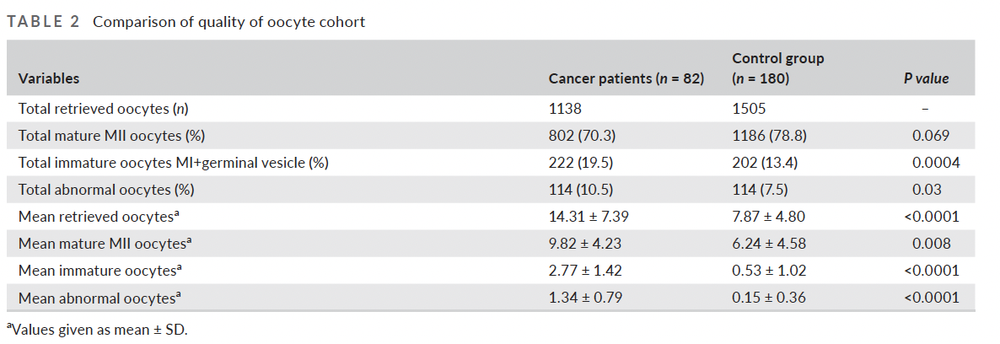 TABLE 2 Comparison of quality of oocyte cohort
Variables Cancer patients (n = 82) Control group (n = 180) P value
Total retrieved oocytes (n) 1138 1505 –
Total mature MII oocytes (%) 802 (70.3) 1186 (78.8) 0.069
Total immature oocytes MI+germinal vesicle (%) 222 (19.5) 202 (13.4) 0.0004
Total abnormal oocytes (%) 114 (10.5) 114 (7.5) 0.03
Mean retrieved oocytesᵃ 14.31 ± 7.39 7.87 ± 4.80 <0.0001
Mean mature MII oocytesᵃ 9.82 ± 4.23 6.24 ± 4.58 0.008
Mean immature oocytesᵃ 2.77 ± 1.42 0.53 ± 1.02 <0.0001
Mean abnormal oocytesᵃ 1.34 ± 0.79 0.15 ± 0.36 <0.0001
ᵃValues given as mean ± SD.